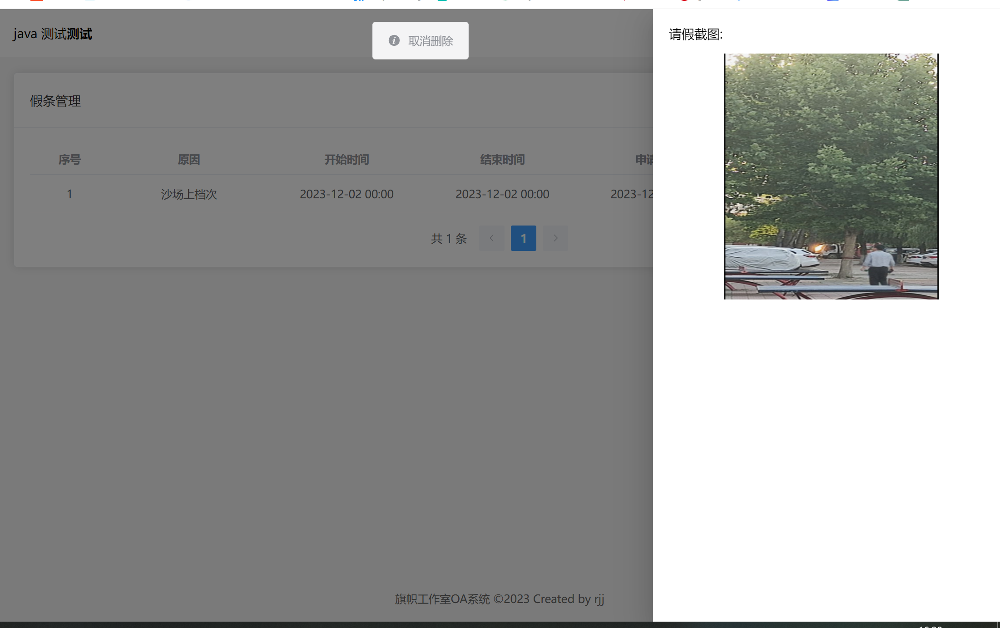 java 测试测试
取消删除
请假截图:
假条管理
序号 原因 开始时间 结束时间 申请
1 沙场上档次 2023-12-02 00:00 2023-12-02 00:00 2023-12
共 1 条 1
旗帜工作室OA系统 ©2023 Created by rjj